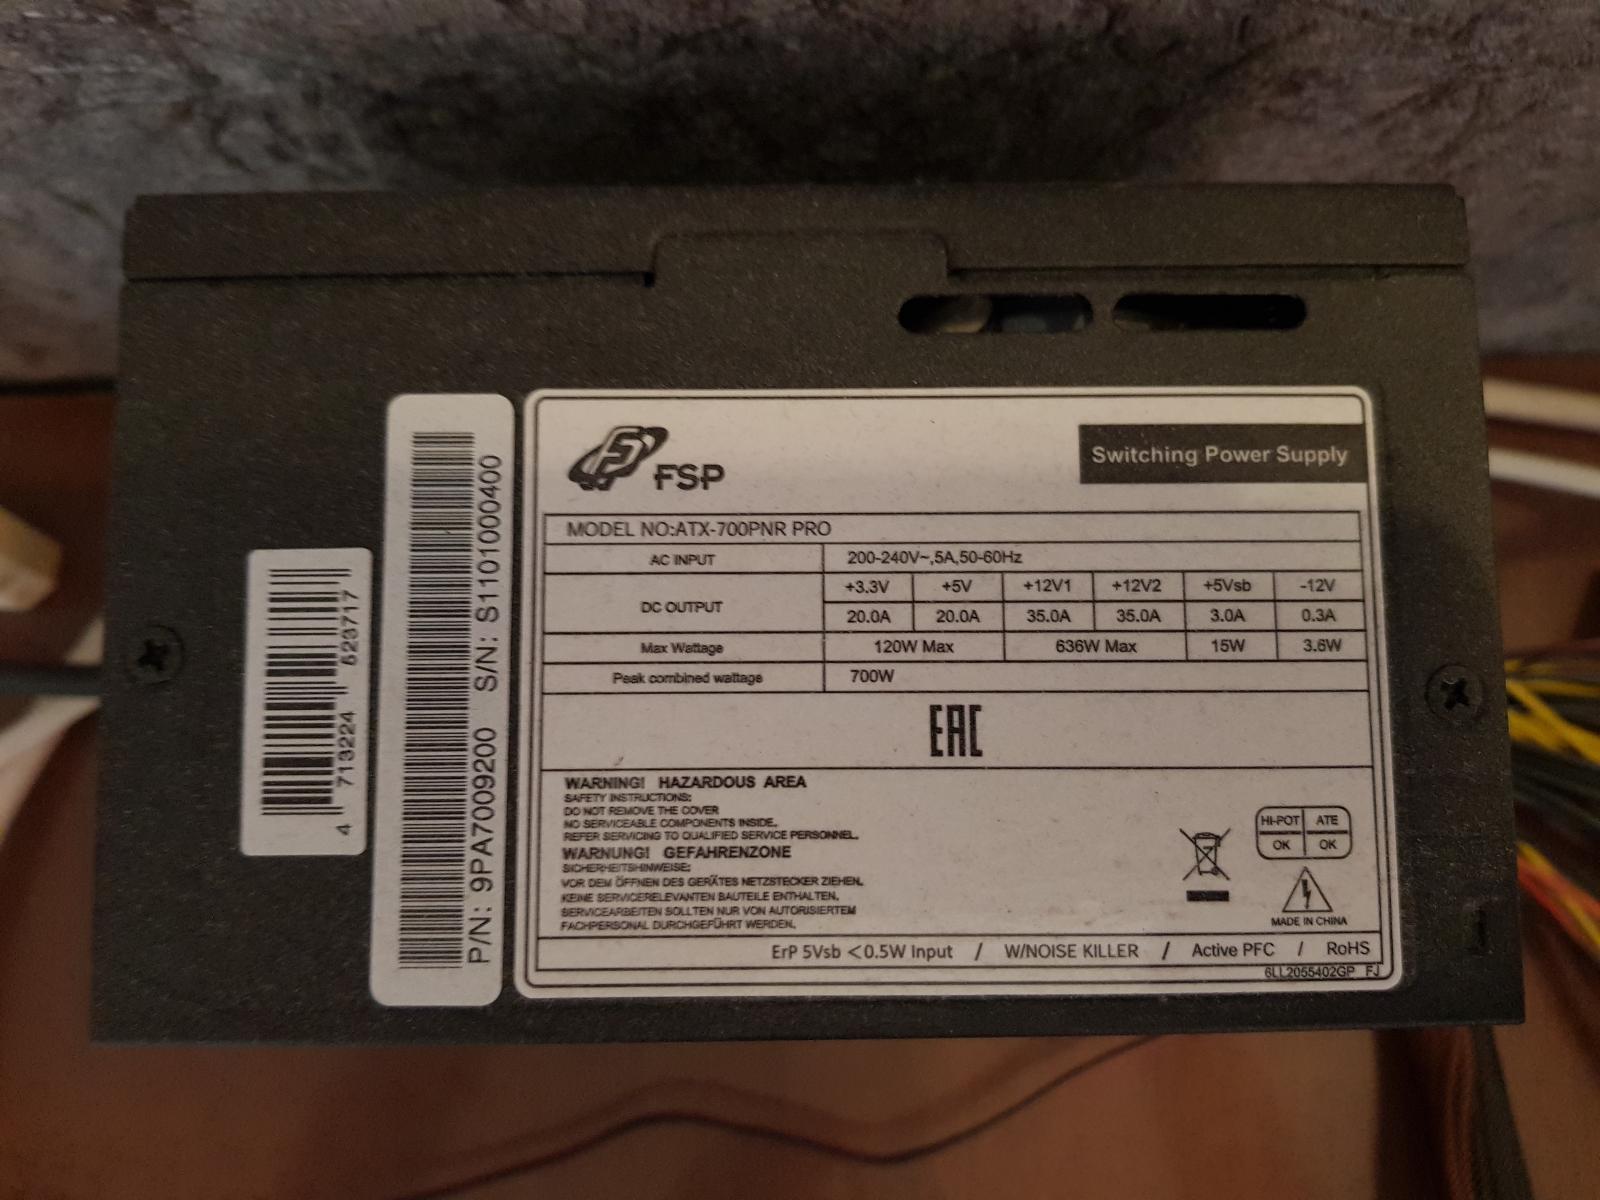 FSP
Switching Power Supply
MODEL NO:ATX-700PNR PRO
AC INPUT 200-240V~,5A,50-60Hz
DC OUTPUT +3.3V +5V +12V1 +12V2 +5Vsb -12V
20.0A 20.0A 35.0A 35.0A 3.0A 0.3A
Max Wattage 120W Max 636W Max 15W 3.6W
Peak combined wattage 700W
EAC
WARNING! HAZARDOUS AREA
SAFETY INSTRUCTIONS:
DO NOT REMOVE THE COVER
NO SERVICEABLE COMPONENTS INSIDE.
REFER SERVICING TO QUALIFIED SERVICE PERSONNEL.
WARNUNG! GEFAHRENZONE
SICHERHEITSHINWEISE:
VOR DEM ÖFFNEN DES GERÄTES NETZSTECKER ZIEHEN.
KEINE SERVICERELEVANTEN BAUTEILE ENTHALTEN.
SERVICEARBEITEN SOLLTEN NUR VON AUTORISIERTEM
FACHPERSONAL DURCHGEFÜHRT WERDEN.
HI-POT ATE
OK OK
MADE IN CHINA
ErP 5Vsb <0.5W Input / W/NOISE KILLER / Active PFC / RoHS
6LL2055402GP FJ
P/N: 9PA7009200 S/N: S1101000400
4 713224 523717